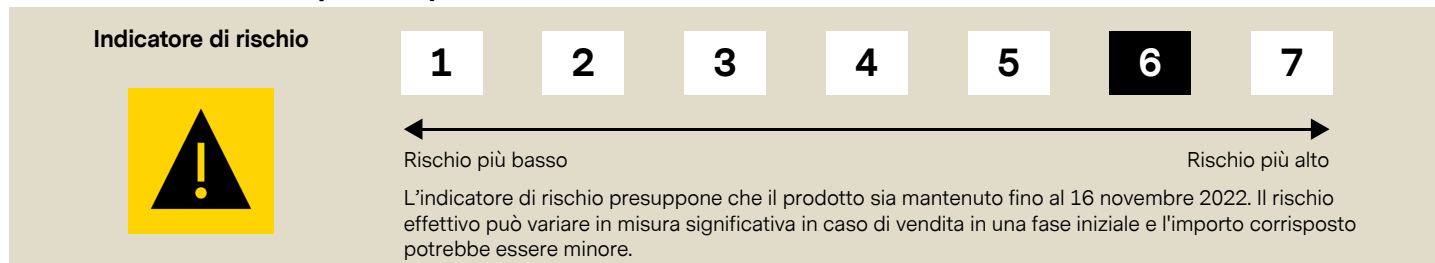 Indicatore di rischio
1 2 3 4 5 6 7
Rischio più basso Rischio più alto
L’indicatore di rischio presuppone che il prodotto sia mantenuto fino al 16 novembre 2022. Il rischio
effettivo può variare in misura significativa in caso di vendita in una fase iniziale e l'importo corrisposto
potrebbe essere minore.